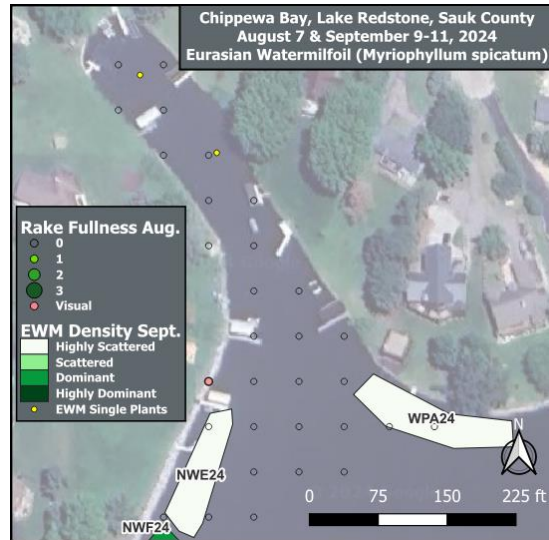 Chippewa Bay, Lake Redstone, Sauk County
August 7 & September 9-11, 2024
Eurasian Watermilfoil (Myriophyllum spicatum)
Rake Fullness Aug.
0
1
2
3
Visual
EWM Density Sept.
Highly Scattered
Scattered
Dominant
Highly Dominant
EWM Single Plants
WPA24
NWE24
NWF24
N
0 75 150 225 ft